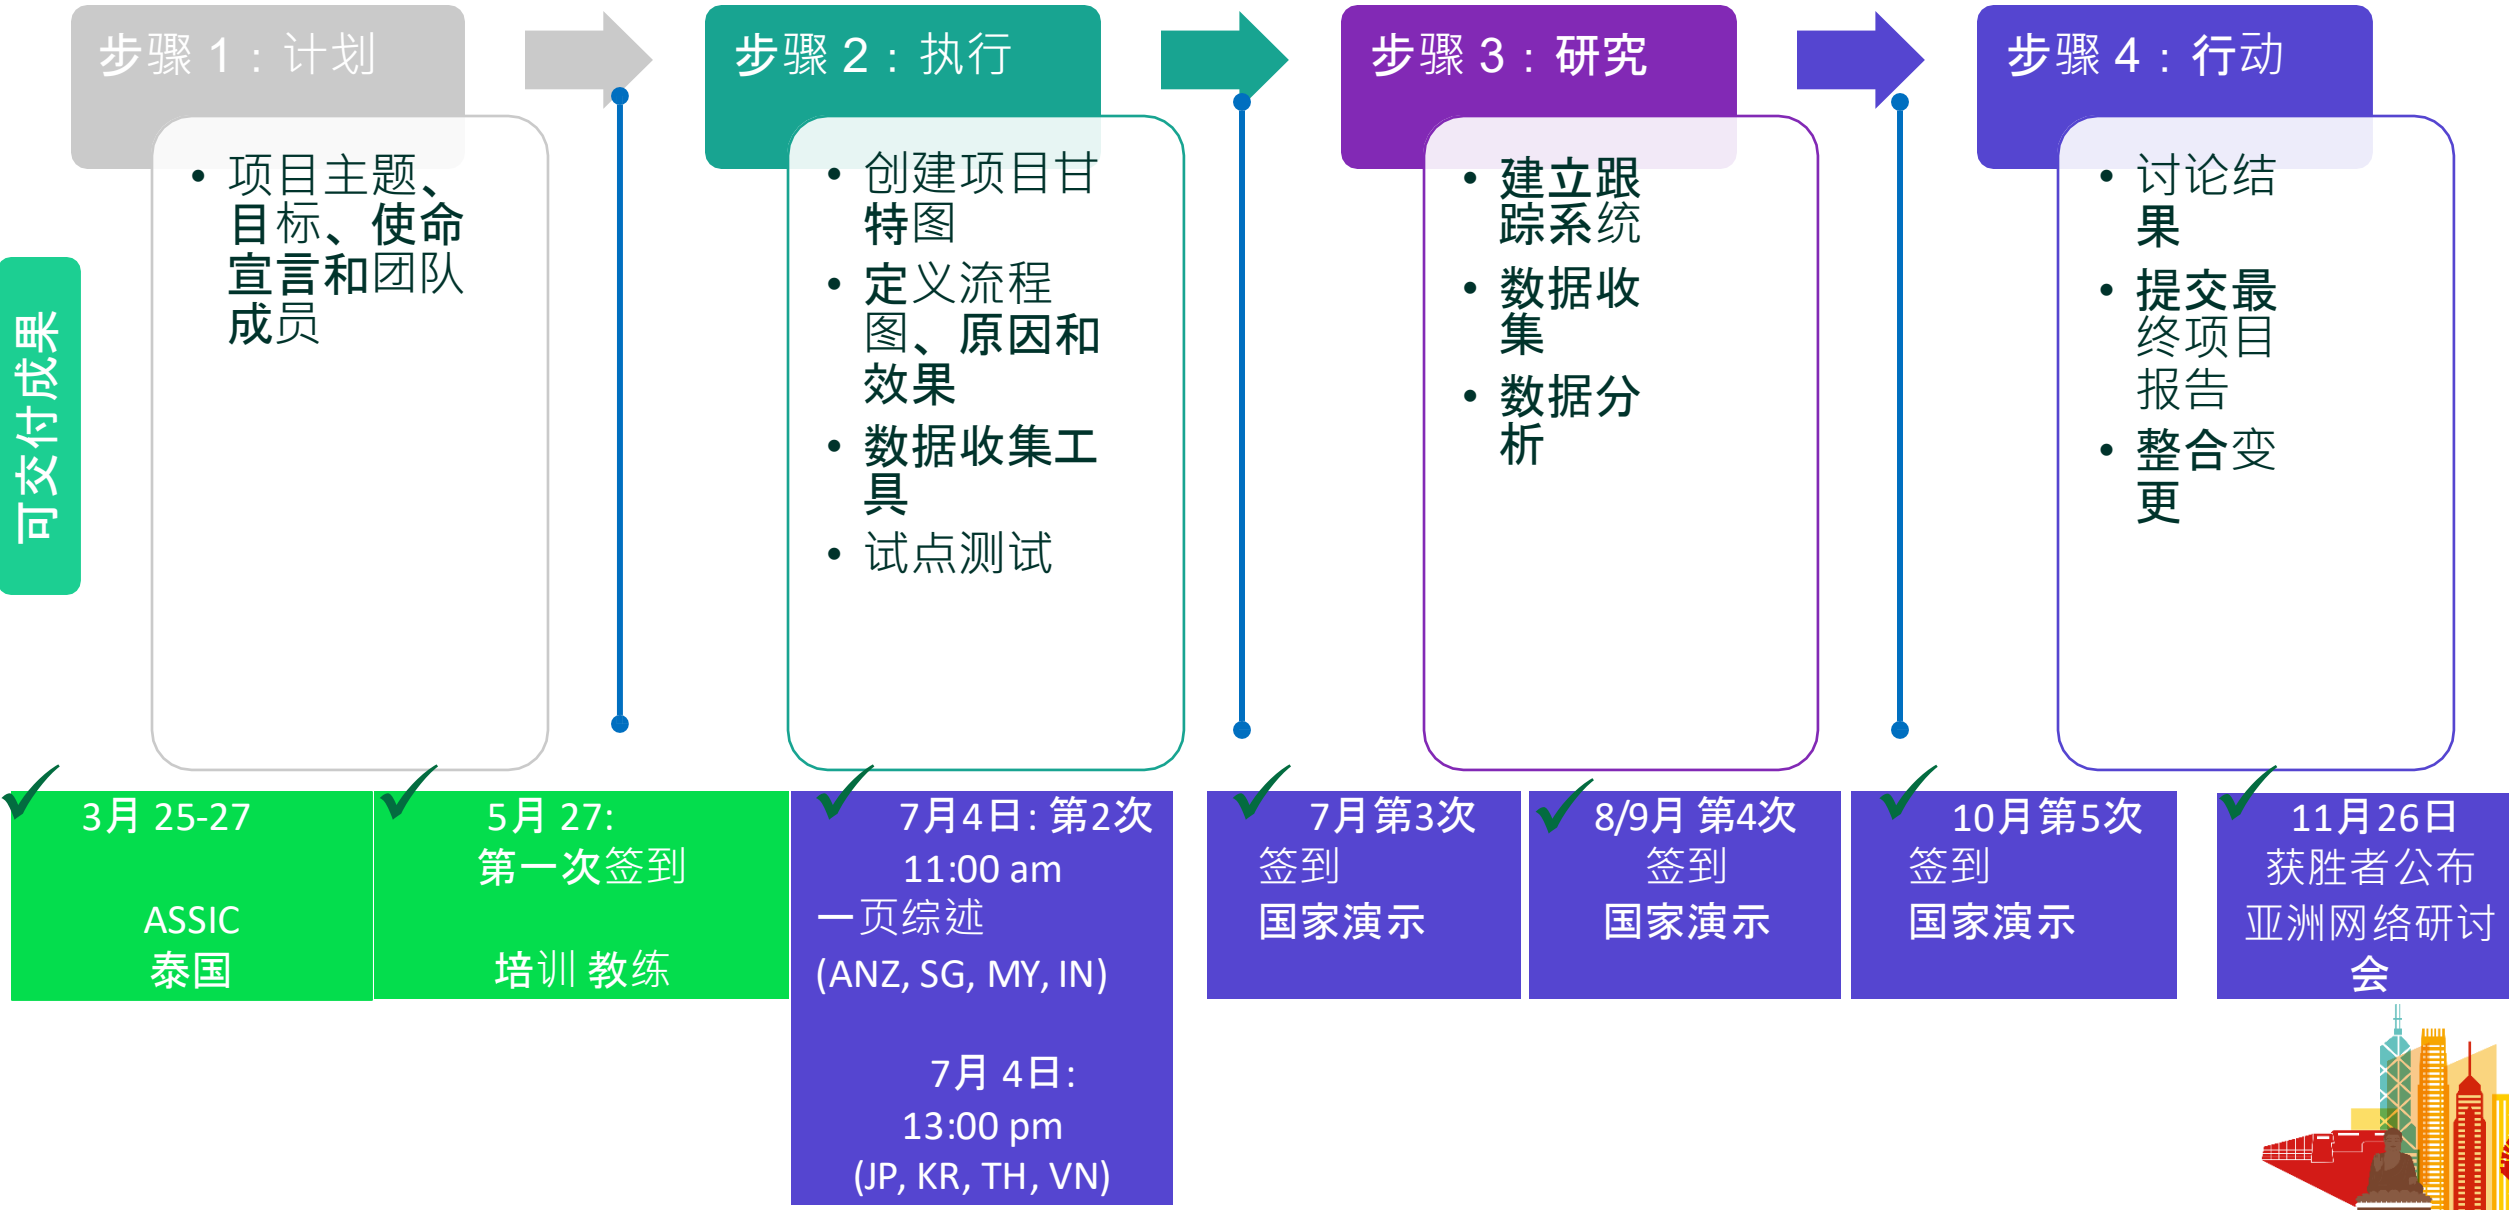 步骤 1：计划
步骤 2：执行
步骤 3：研究
步骤 4：行动
可交付成果
• 项目主题、
目标、使命
宣言和团队
成员
• 创建项目甘
特图
• 定义流程
图、原因和
效果
• 数据收集工
具
• 试点测试
• 建立跟
踪系统
• 数据收
集
• 数据分
析
• 讨论结
果
• 提交最
终项目
报告
• 整合变
更
3月 25-27
ASSIC
泰国
5月 27:
第一次签到
培训 教练
7月4日: 第2次
11:00 am
一页综述
(ANZ, SG, MY, IN)
7月 4日:
13:00 pm
(JP, KR, TH, VN)
7月第3次
签到
国家演示
8/9月 第4次
签到
国家演示
10月第5次
签到
国家演示
11月26日
获胜者公布
亚洲网络研讨
会